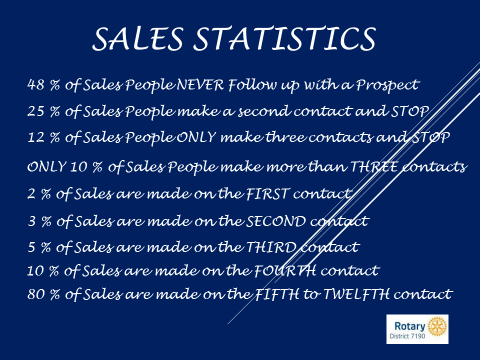 SALES STATISTICS
48 % of Sales People NEVER Follow up with a Prospect
25 % of Sales People make a second contact and STOP
12 % of Sales People ONLY make three contacts and STOP
ONLY 10 % of Sales People make more than THREE contacts
2 % of Sales are made on the FIRST contact
3 % of Sales are made on the SECOND contact
5 % of Sales are made on the THIRD contact
10 % of Sales are made on the FOURTH contact
80 % of Sales are made on the FIFTH to TWELFTH contact
Rotary
District 7190